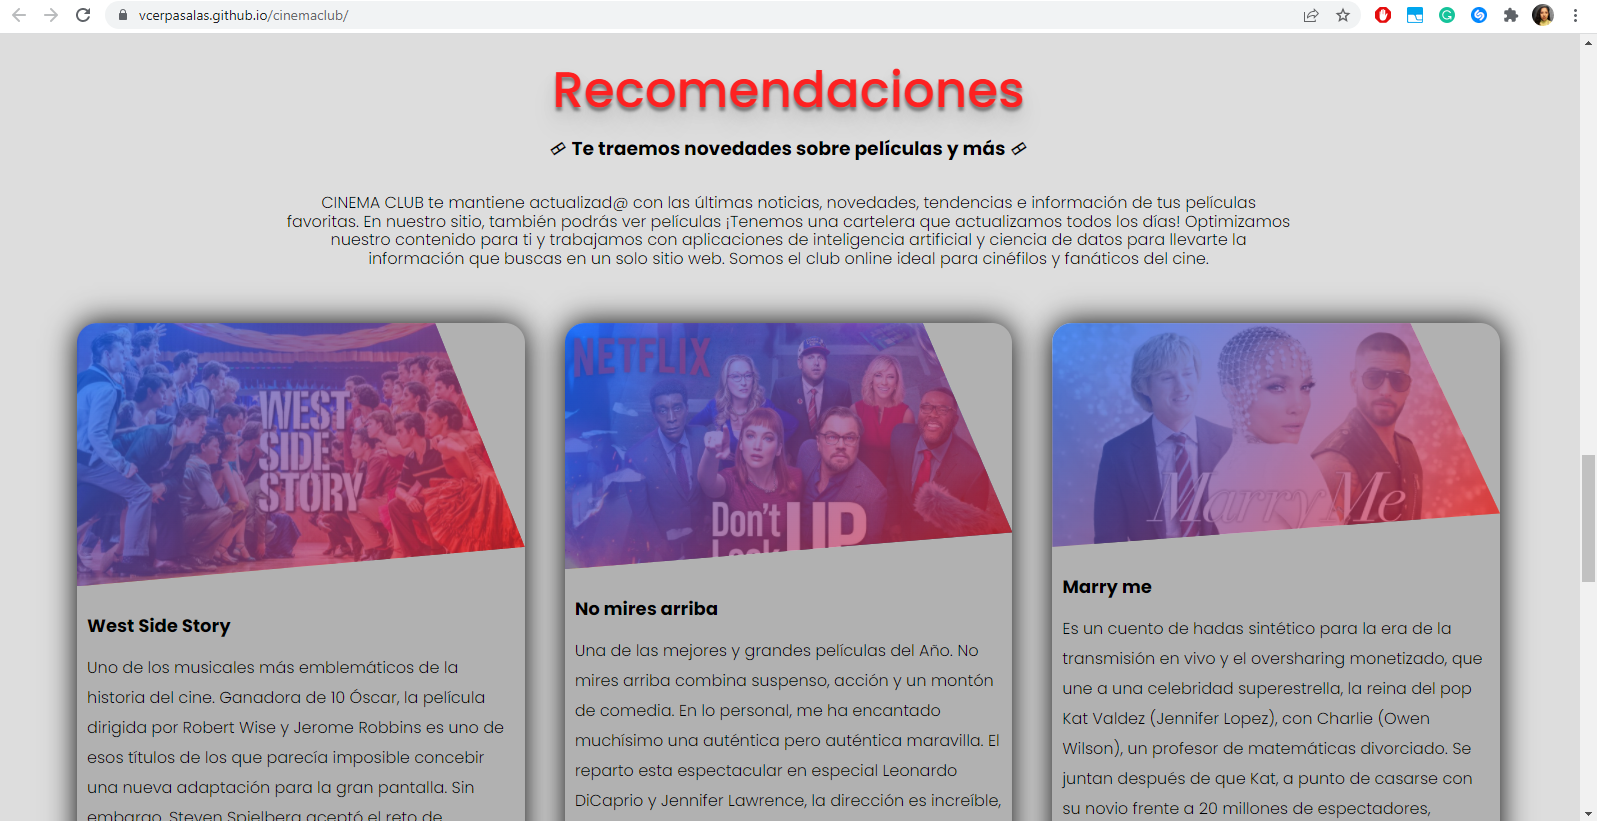 vcerpasalas.github.io/cinemaclub/
Recomendaciones
Te traemos novedades sobre películas y más
CINEMA CLUB te mantiene actualizad@ con las últimas noticias, novedades, tendencias e información de tus películas
favoritas. En nuestro sitio, también podrás ver películas ¡Tenemos una cartelera que actualizamos todos los días! Optimizamos
nuestro contenido para ti y trabajamos con aplicaciones de inteligencia artificial y ciencia de datos para llevarte la
información que buscas en un solo sitio web. Somos el club online ideal para cinéfilos y fanáticos del cine.
WEST
SIDE
STORY
West Side Story
Uno de los musicales más emblemáticos de la
historia del cine. Ganadora de 10 Óscar, la película
dirigida por Robert Wise y Jerome Robbins es uno de
esos títulos de los que parecía imposible concebir
una nueva adaptación para la gran pantalla. Sin
embargo, Steven Spielberg aceptó el reto de
NETFLIX
Don't
Look UP
No mires arriba
Una de las mejores y grandes películas del Año. No
mires arriba combina suspenso, acción y un montón
de comedia. En lo personal, me ha encantado
muchísimo una auténtica pero auténtica maravilla. El
reparto esta espectacular en especial Leonardo
DiCaprio y Jennifer Lawrence, la dirección es increíble,
Marry Me
Marry me
Es un cuento de hadas sintético para la era de la
transmisión en vivo y el oversharing monetizado, que
une a una celebridad superestrella, la reina del pop
Kat Valdez (Jennifer Lopez), con Charlie (Owen
Wilson), un profesor de matemáticas divorciado. Se
juntan después de que Kat, a punto de casarse con
su novio frente a 20 millones de espectadores,